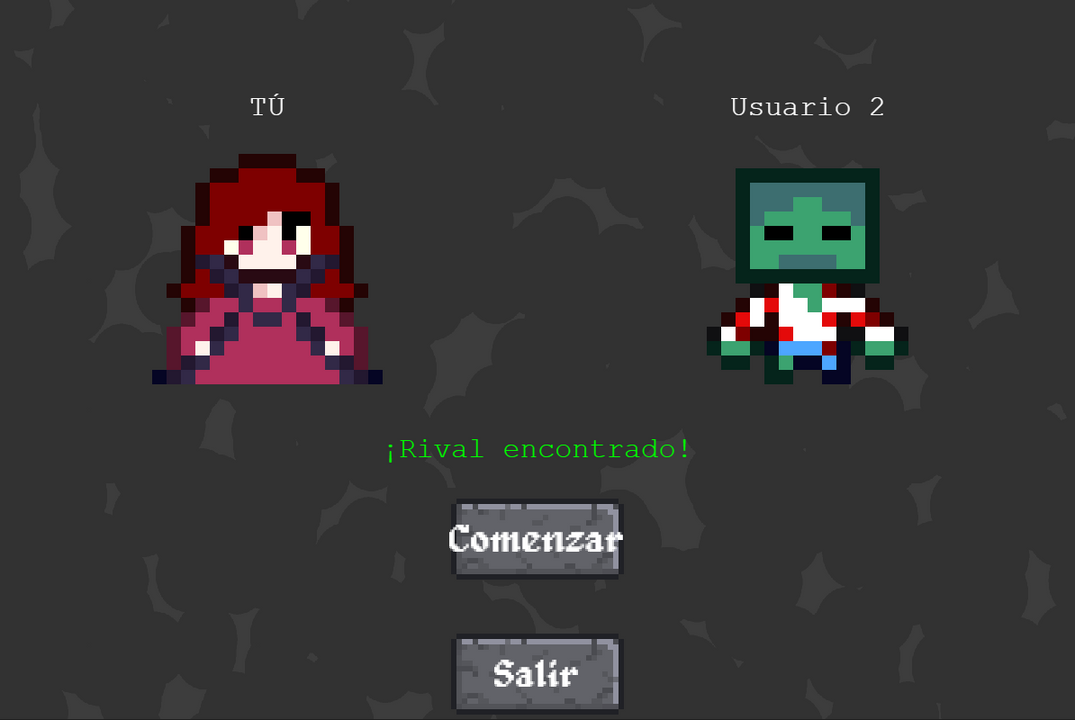 TÚ
Usuario 2
¡Rival encontrado!
Comenzar
Salir